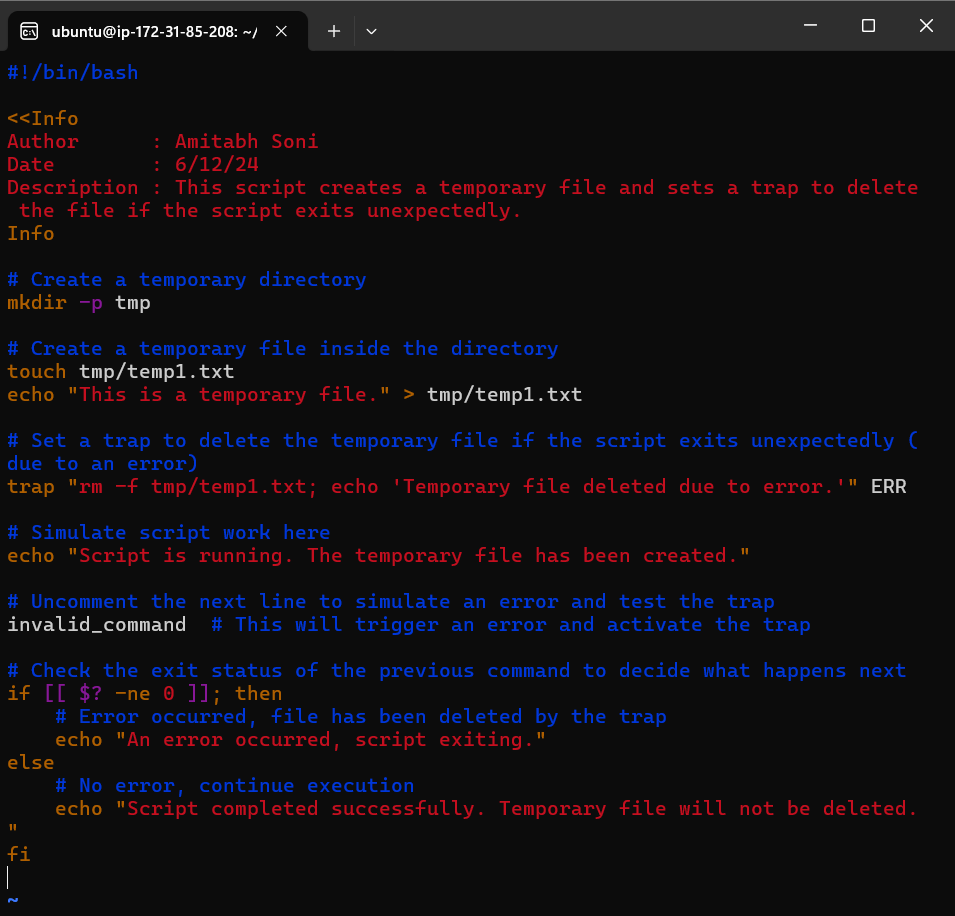 ubuntu@ip-172-31-85-208: ~/
#!/bin/bash
<<Info
Author      : Amitabh Soni
Date        : 6/12/24
Description : This script creates a temporary file and sets a trap to delete
 the file if the script exits unexpectedly.
Info
# Create a temporary directory
mkdir -p tmp
# Create a temporary file inside the directory
touch tmp/temp1.txt
echo "This is a temporary file." > tmp/temp1.txt
# Set a trap to delete the temporary file if the script exits unexpectedly (
due to an error)
trap "rm -f tmp/temp1.txt; echo 'Temporary file deleted due to error.'" ERR
# Simulate script work here
echo "Script is running. The temporary file has been created."
# Uncomment the next line to simulate an error and test the trap
invalid_command  # This will trigger an error and activate the trap
# Check the exit status of the previous command to decide what happens next
if [[ $? -ne 0 ]]; then
    # Error occurred, file has been deleted by the trap
    echo "An error occurred, script exiting."
else
    # No error, continue execution
    echo "Script completed successfully. Temporary file will not be deleted.
"
fi
~